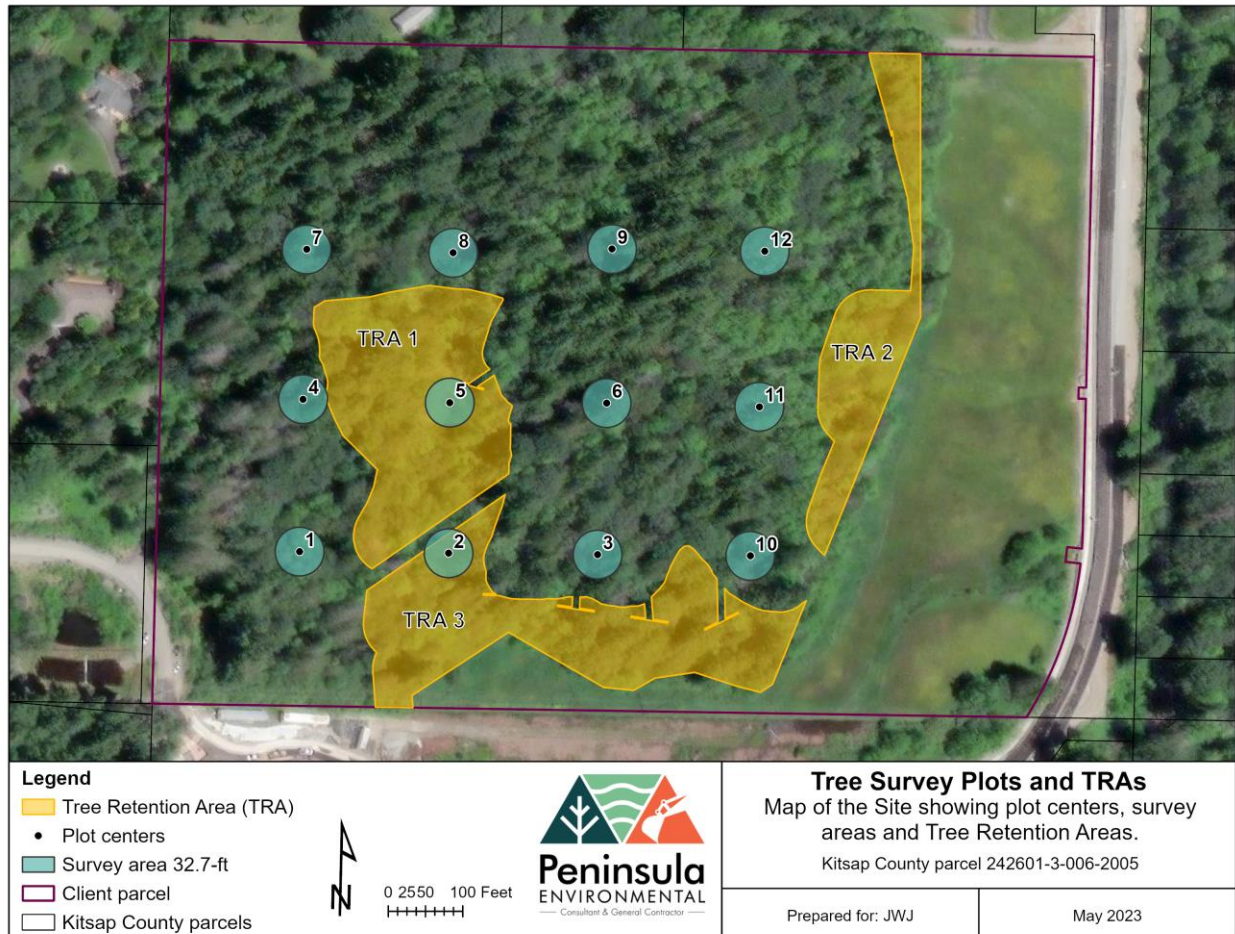 7
8
9
12
TRA 1
TRA 2
4
5
6
11
1
2
3
10
TRA 3
Legend
Tree Retention Area (TRA)
Plot centers
Survey area 32.7-ft
Client parcel
Kitsap County parcels
N
0 2550 100 Feet
Peninsula
ENVIRONMENTAL
Consultant & General Contractor
Tree Survey Plots and TRAs
Map of the Site showing plot centers, survey
areas and Tree Retention Areas.
Kitsap County parcel 242601-3-006-2005
Prepared for: JWJ
May 2023